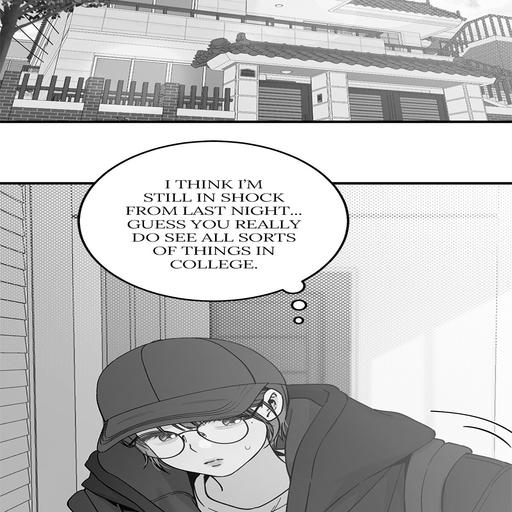 I THINK I'M
STILL IN SHOCK
FROM LAST NIGHT...
GUESS YOU REALLY
DO SEE ALL SORTS
OF THINGS IN
COLLEGE.